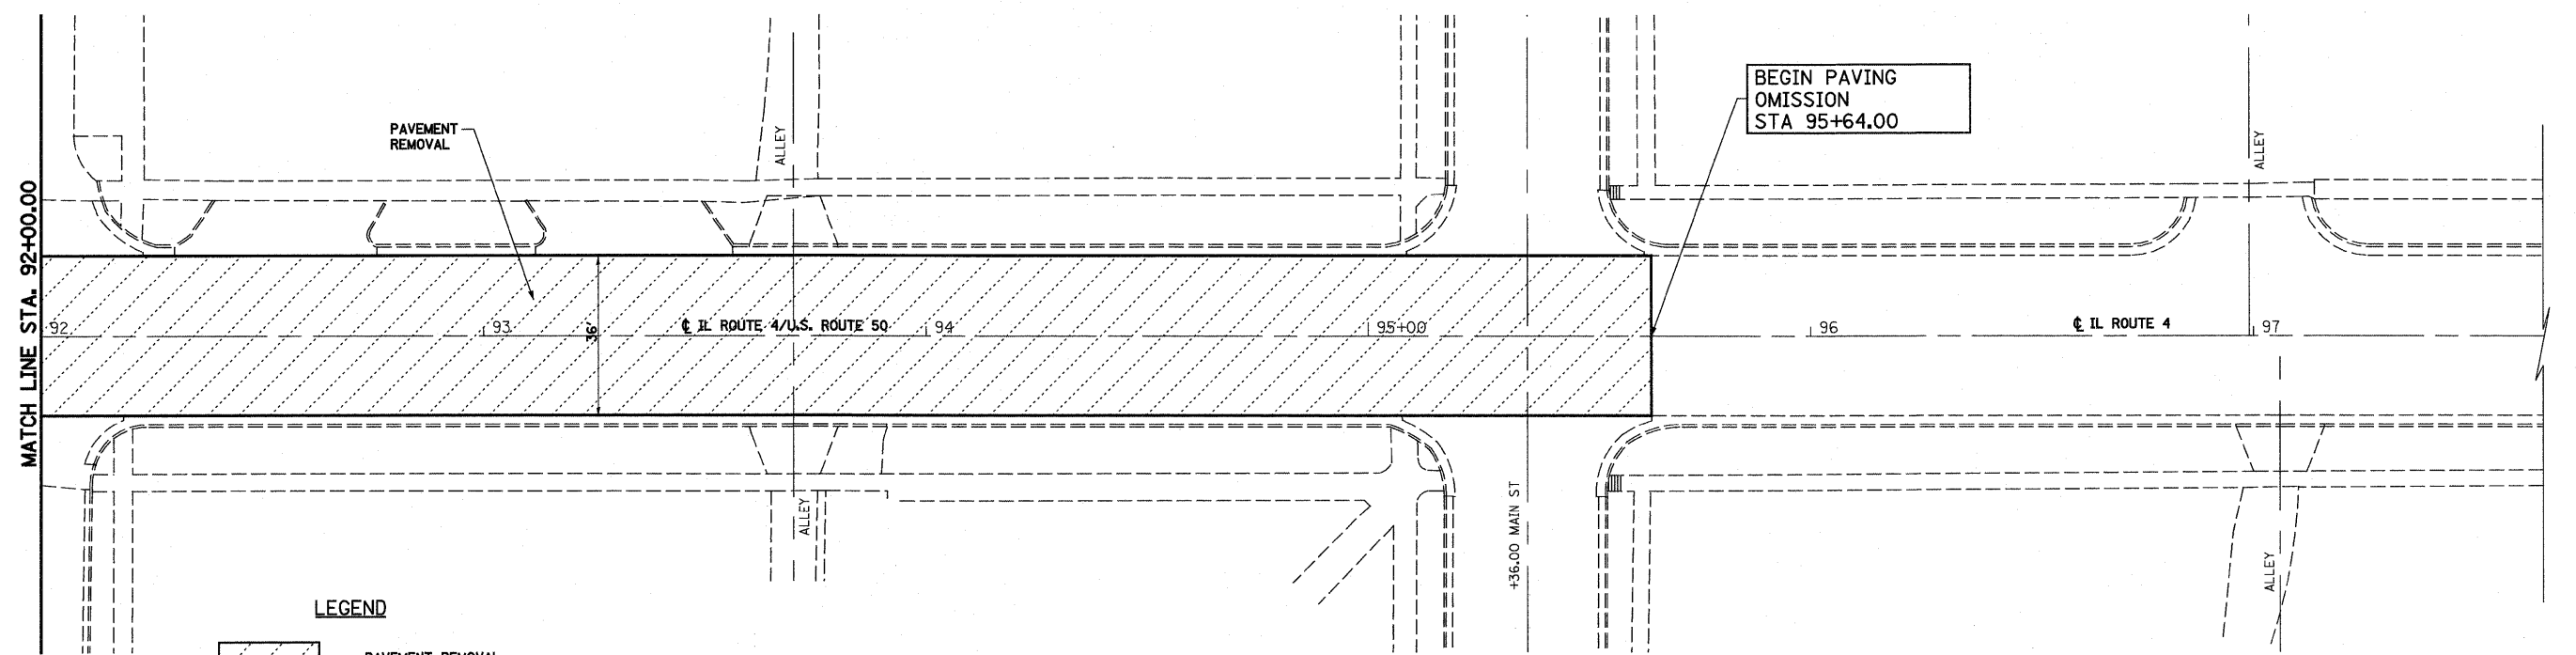 BEGIN PAVING
OMISSION
STA 95+64.00
PAVEMENT
REMOVAL
ALLEY
ALLEY
MATCH LINE STA. 92+00.00
92
93
36'
℄ IL ROUTE 4/U.S. ROUTE 50
94
95+00
96
℄ IL ROUTE 4
97
ALLEY
+36.00 MAIN ST
ALLEY
LEGEND
PAVEMENT REMOVAL